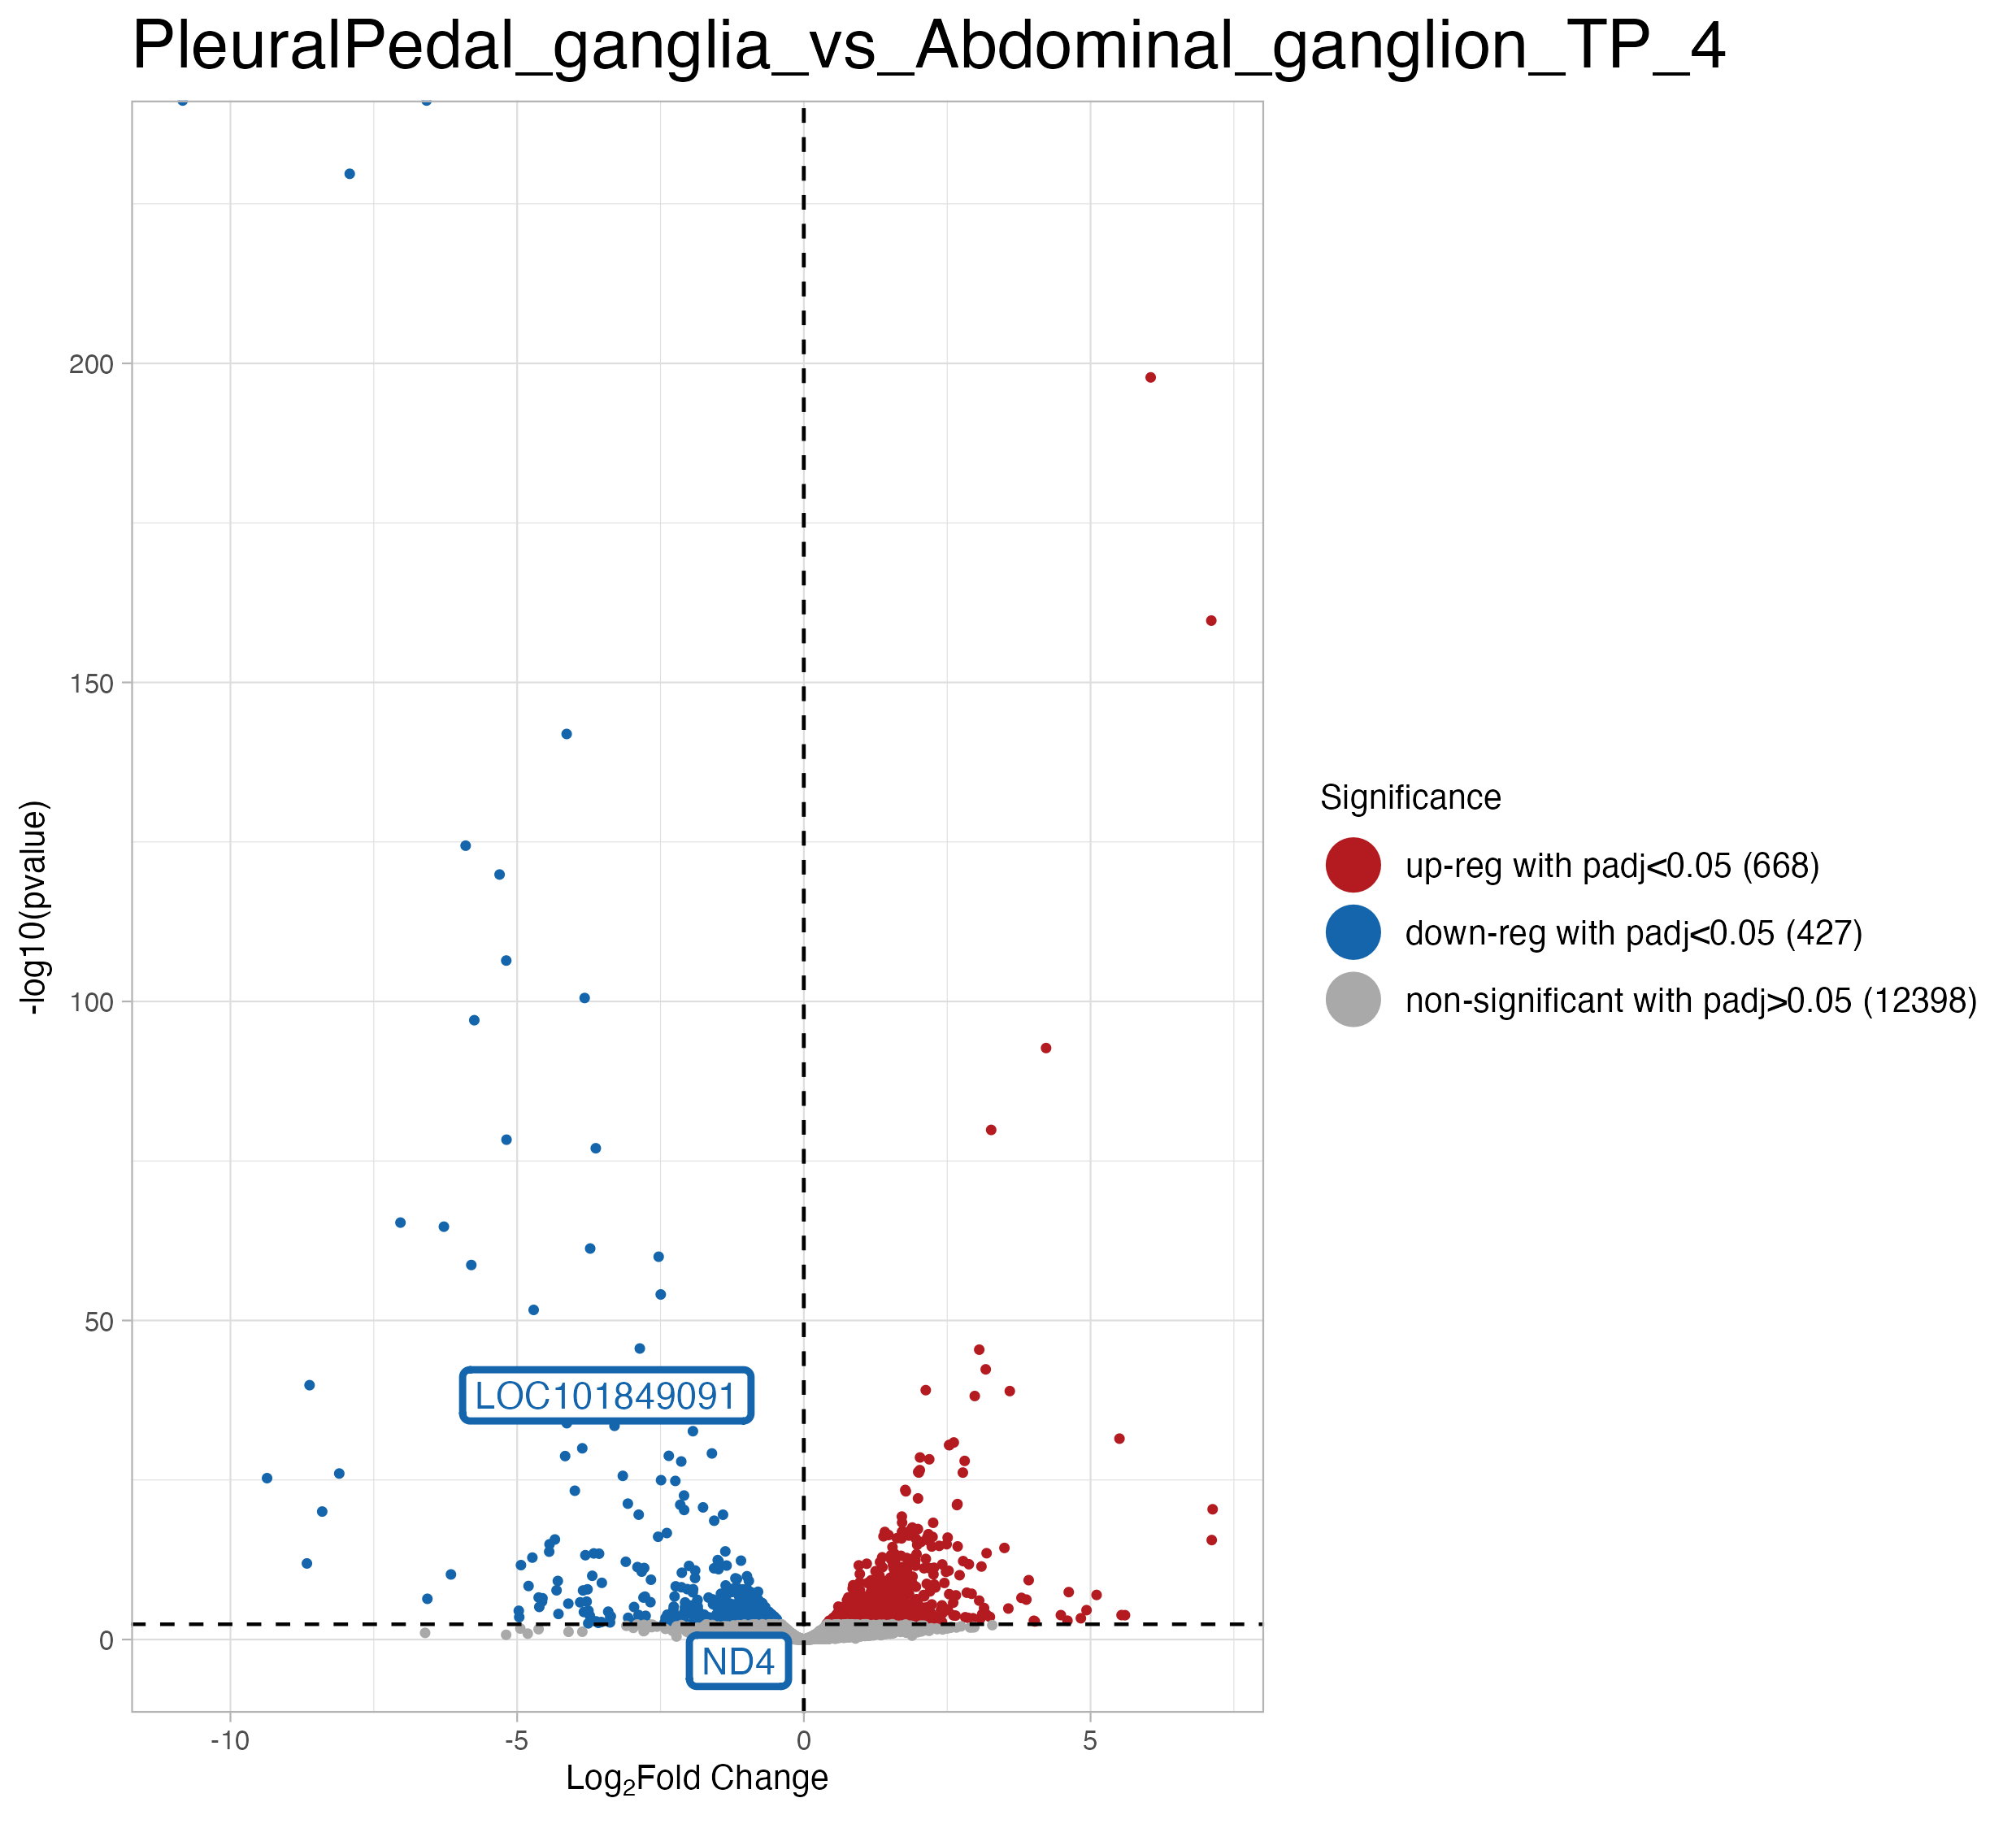 PleuralPedal_ganglia_vs_Abdominal_ganglion_TP_4
200
150
100
50
0
-log10(pvalue)
LOC101849091
ND4
-10
-5
0
5
Log₂Fold Change
Significance
up-reg with padj<0.05 (668)
down-reg with padj<0.05 (427)
non-significant with padj>0.05 (12398)